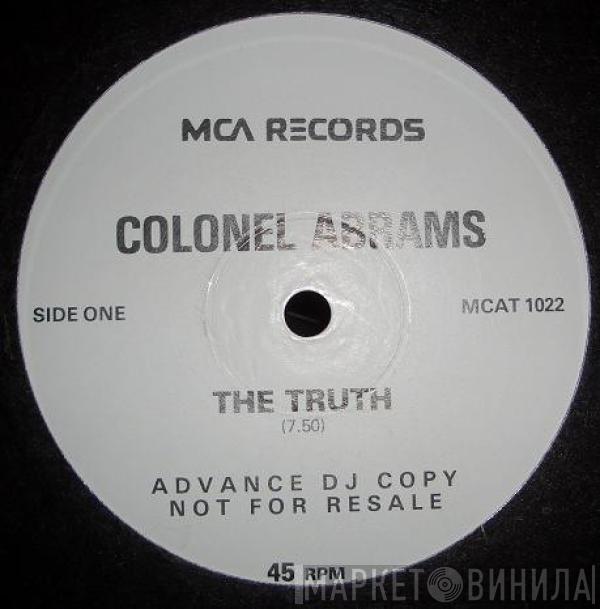 MCA RECORDS
COLONEL ABRAMS
SIDE ONE
MCAT 1022
THE TRUTH
(7.50)
ADVANCE DJ COPY
NOT FOR RESALE
45 RPM
МАРКЕТ ВИНИЛА